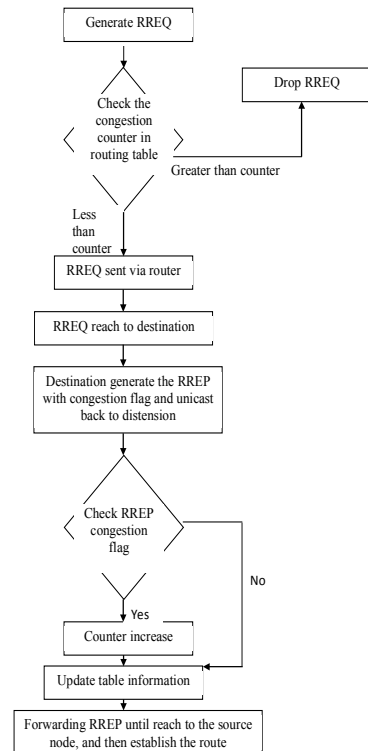 Generate RREQ
Check the
congestion
counter in
routing table
Drop RREQ
Greater than counter
Less
than
counter
RREQ sent via router
RREQ reach to destination
Destination generate the RREP
with congestion flag and unicast
back to distension
Check RREP
congestion
flag
No
Yes
Counter increase
Update table information
Forwarding RREP until reach to the source
node, and then establish the route